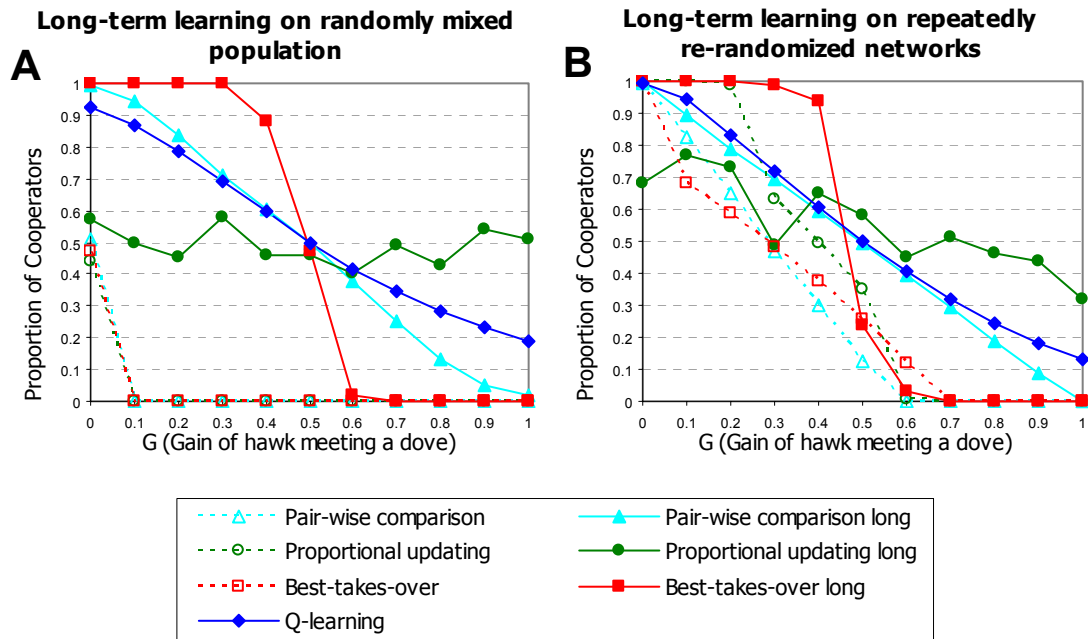 Long-term learning on randomly mixed
population
A
Proportion of Cooperators
1
0.9
0.8
0.7
0.6
0.5
0.4
0.3
0.2
0.1
0
0 0.1 0.2 0.3 0.4 0.5 0.6 0.7 0.8 0.9 1
G (Gain of hawk meeting a dove)
Long-term learning on repeatedly
re-randomized networks
B
Proportion of Cooperators
1
0.9
0.8
0.7
0.6
0.5
0.4
0.3
0.2
0.1
0
0 0.1 0.2 0.3 0.4 0.5 0.6 0.7 0.8 0.9 1
G (Gain of hawk meeting a dove)
Pair-wise comparison
Pair-wise comparison long
Proportional updating
Proportional updating long
Best-takes-over
Best-takes-over long
Q-learning